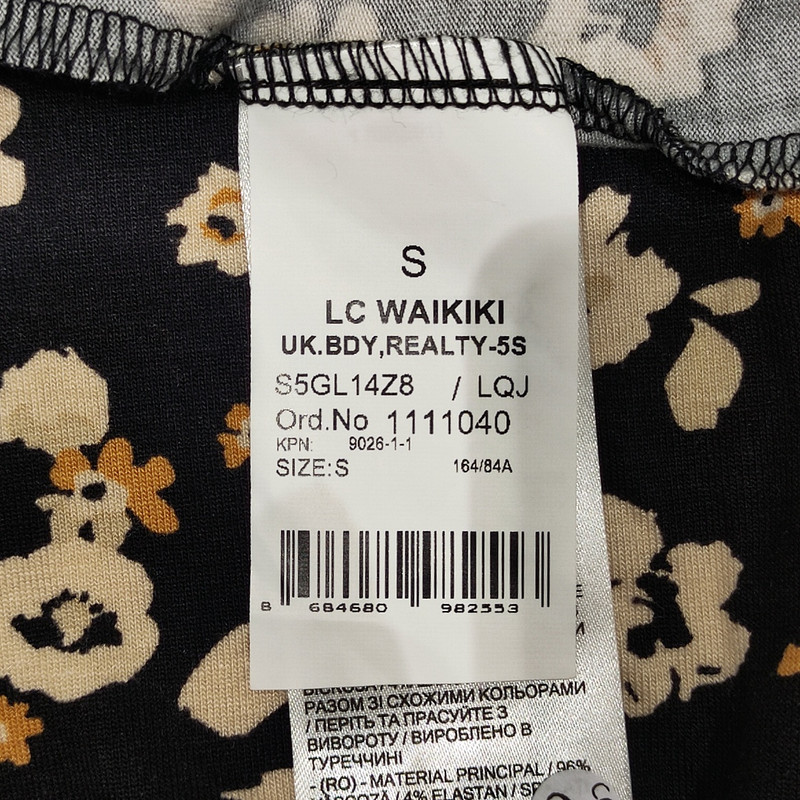 S
LC WAIKIKI
UK.BDY,REALTY-5S
S5GL14Z8 / LQJ
Ord.No 1111040
KPN: 9026-1-1
SIZE:S 164/84A
8 684680 982553
РАЗОМ ЗІ СХОЖИМИ КОЛЬОРАМИ
/ ПЕРІТЬ ТА ПРАСУЙТЕ З
ВИВОРОТУ / ВИРОБЛЕНО В
ТУРЕЧЧИНІ
- (RO) - MATERIAL PRINCIPAL / 96%
/ 4% ELASTAN /